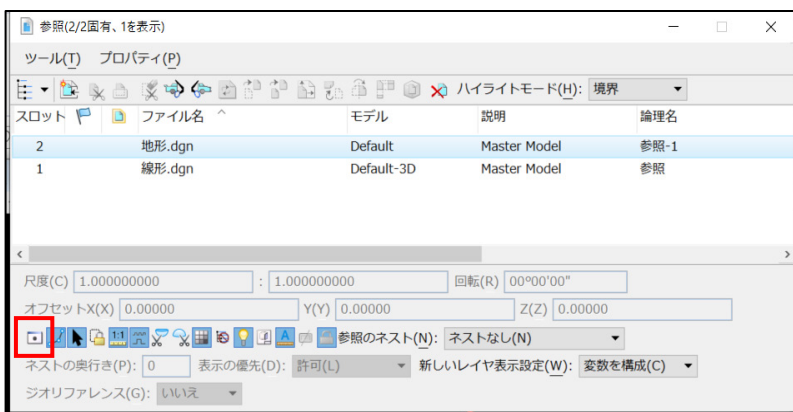 参照(2/2固有、1を表示)
ツール(T) プロパティ(P)
ハイライトモード(H): 境界
スロット ファイル名 モデル 説明 論理名
2 地形.dgn Default Master Model 参照-1
1 線形.dgn Default-3D Master Model 参照
尺度(C) 1.000000000 : 1.000000000 回転(R) 00°00'00"
オフセットX(X) 0.00000 Y(Y) 0.00000 Z(Z) 0.00000
1:1 A 参照のネスト(N): ネストなし(N)
ネストの奥行き(P): 0 表示の優先(D): 許可(L) 新しいレイヤ表示設定(W): 変数を構成(C)
ジオリファレンス(G): いいえ